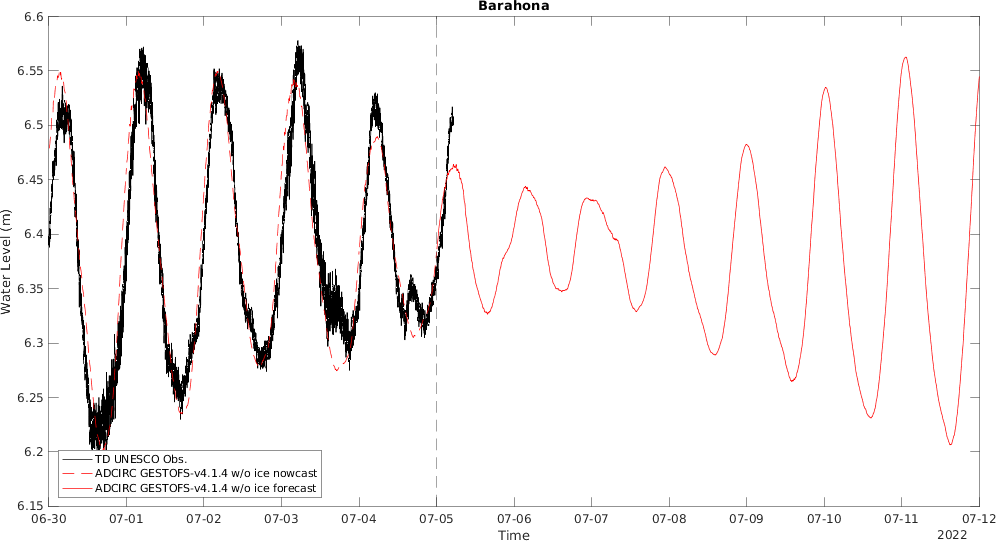 Barahona
6.6
6.55
6.5
6.45
6.4
6.35
6.3
6.25
6.2
6.15
Water Level (m)
TD UNESCO Obs.
ADCIRC GESTOFS-v4.1.4 w/o ice nowcast
ADCIRC GESTOFS-v4.1.4 w/o ice forecast
06-30 07-01 07-02 07-03 07-04 07-05 07-06 07-07 07-08 07-09 07-10 07-11 07-12
Time
2022